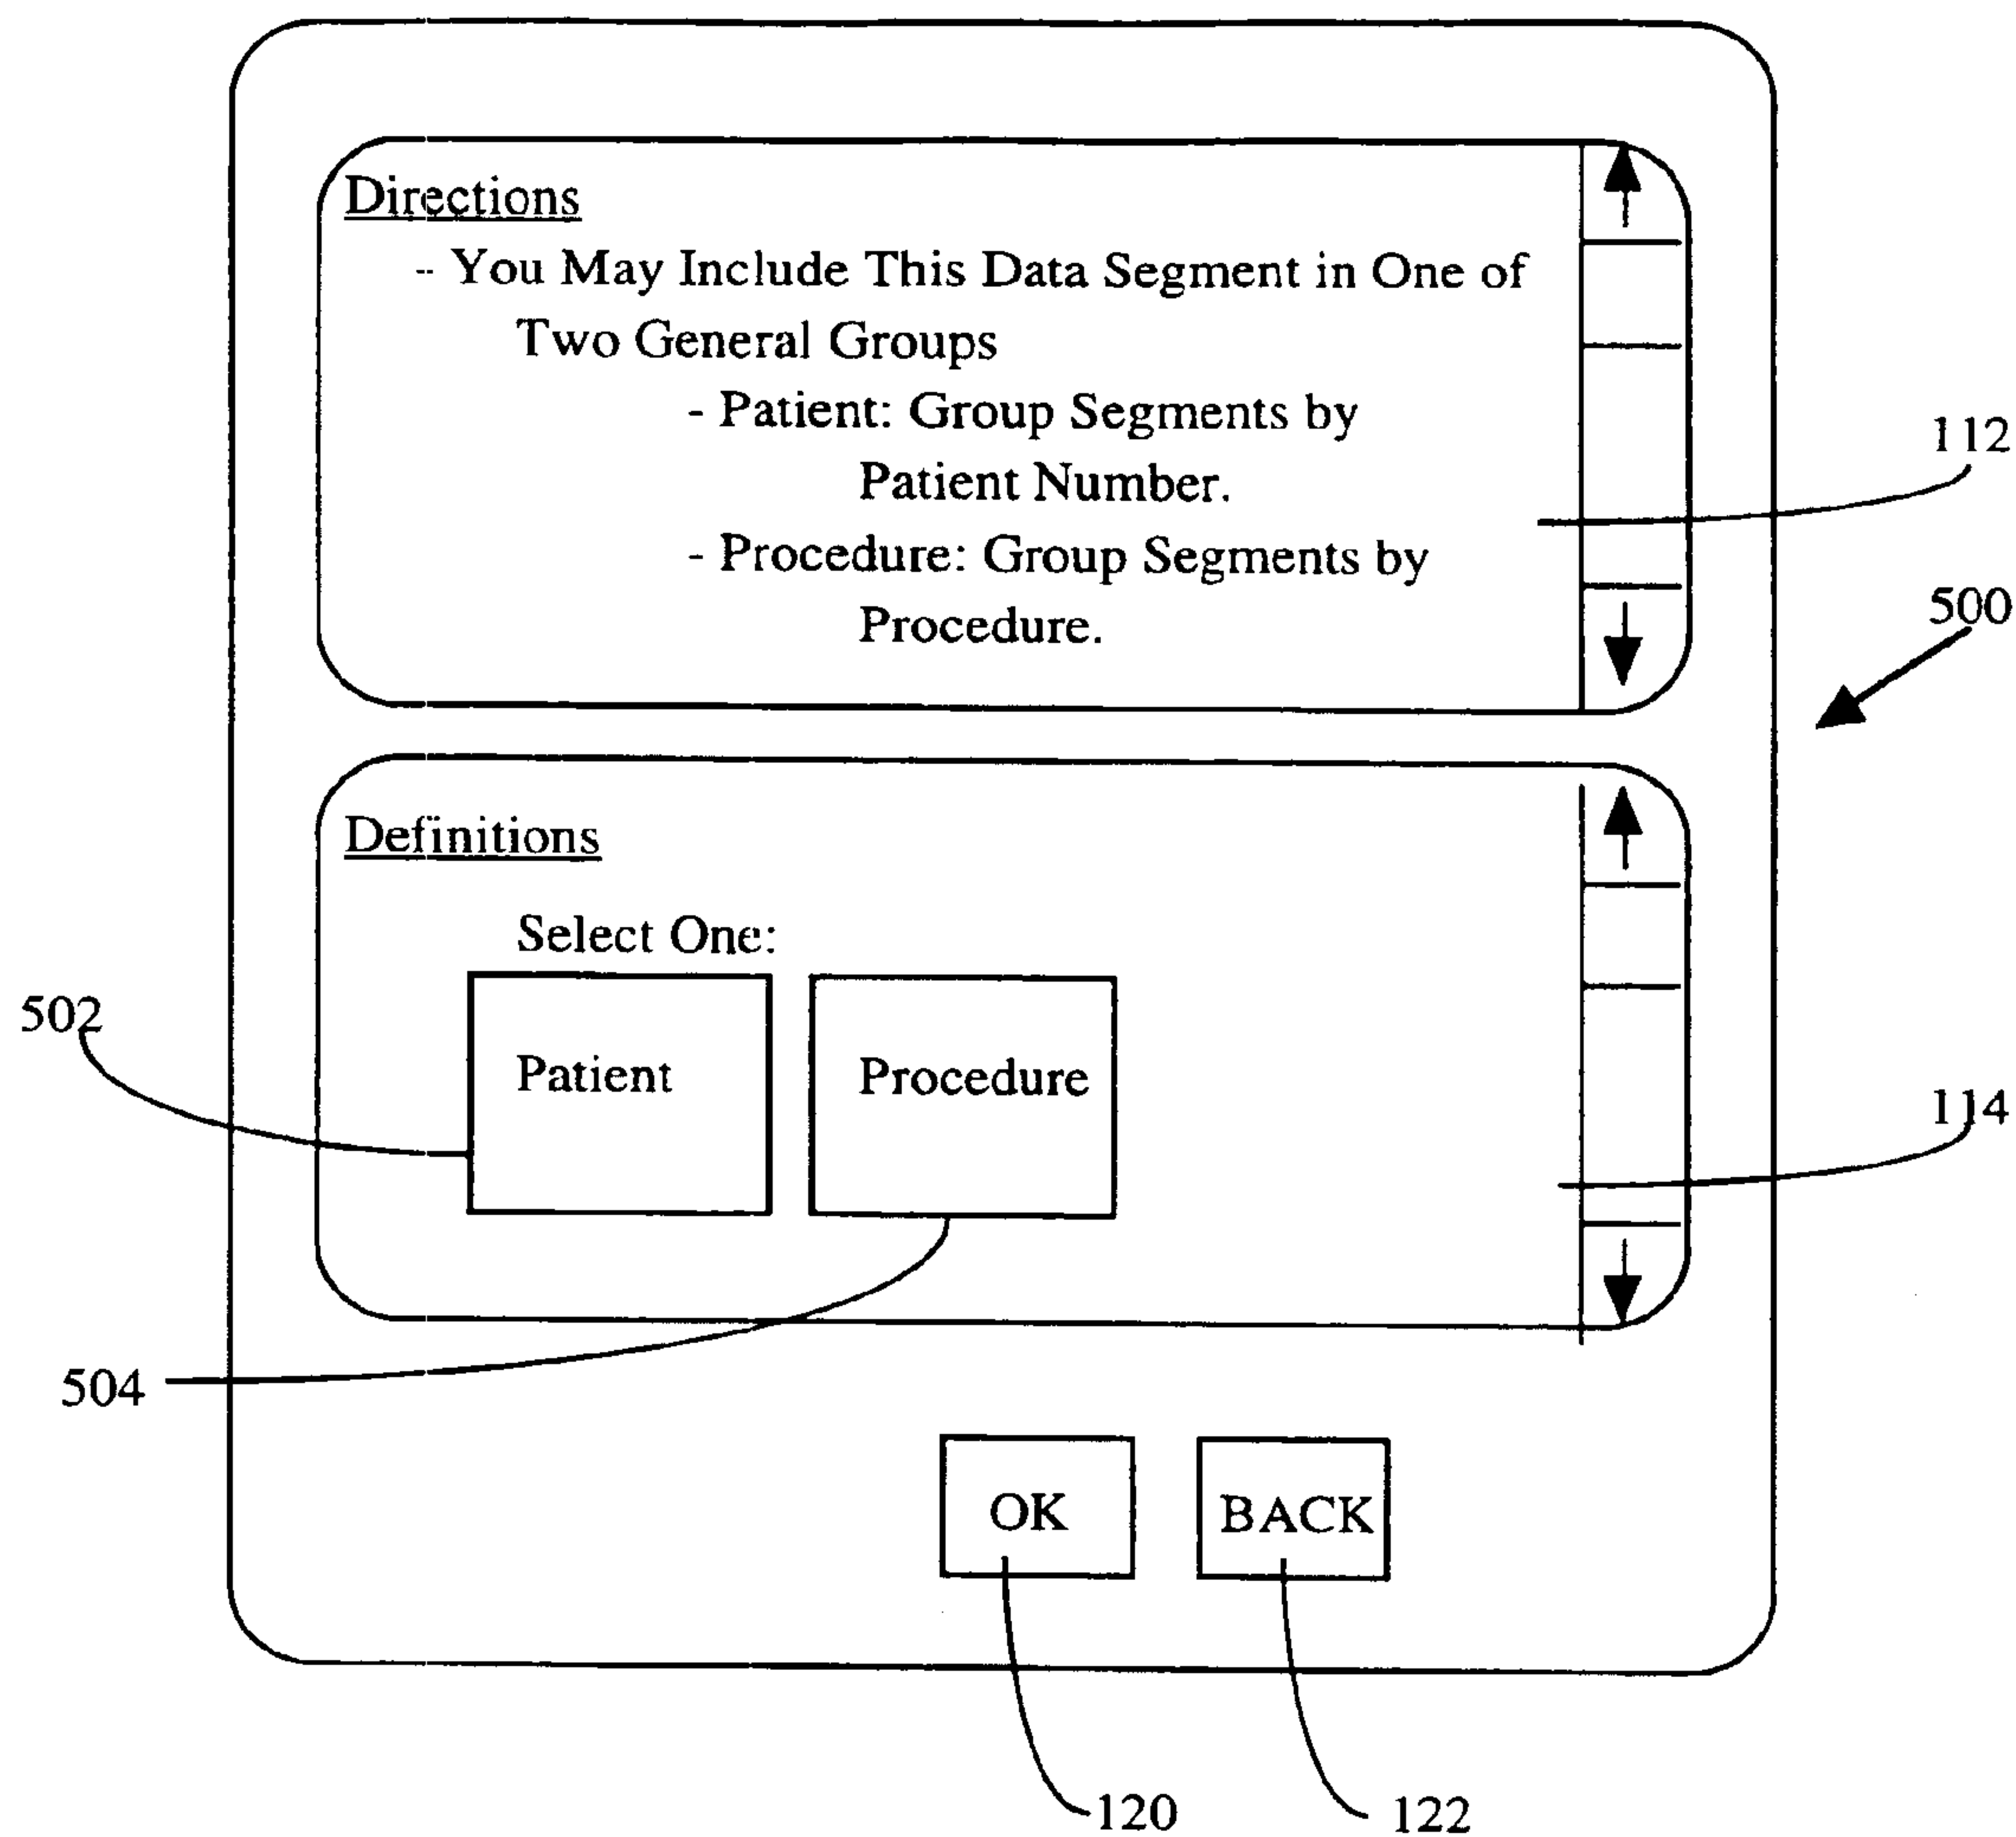 Directions
- You May Include This Data Segment in One of
Two General Groups
- Patient: Group Segments by
Patient Number.
- Procedure: Group Segments by
Procedure.
112
500
Definitions
Select One:
502
Patient
Procedure
114
504
OK
BACK
120
122